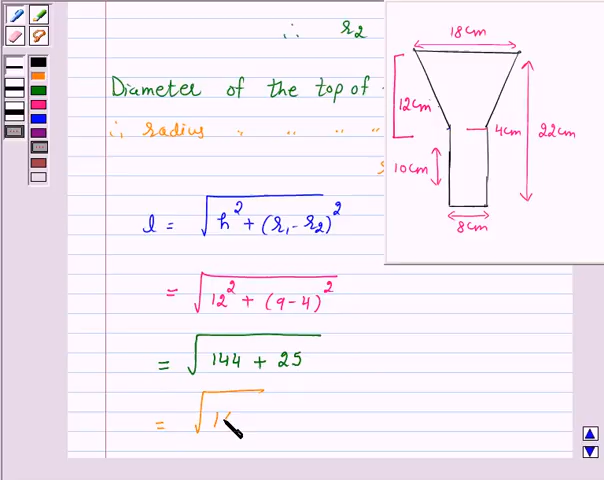 ∴ r2
Diameter of the top of
∴ radius " " " "
l = √h² + (r₁ - r₂)²
= √12² + (9 - 4)²
= √144 + 25
= √1
18cm
12cm
4cm
22cm
10cm
8cm